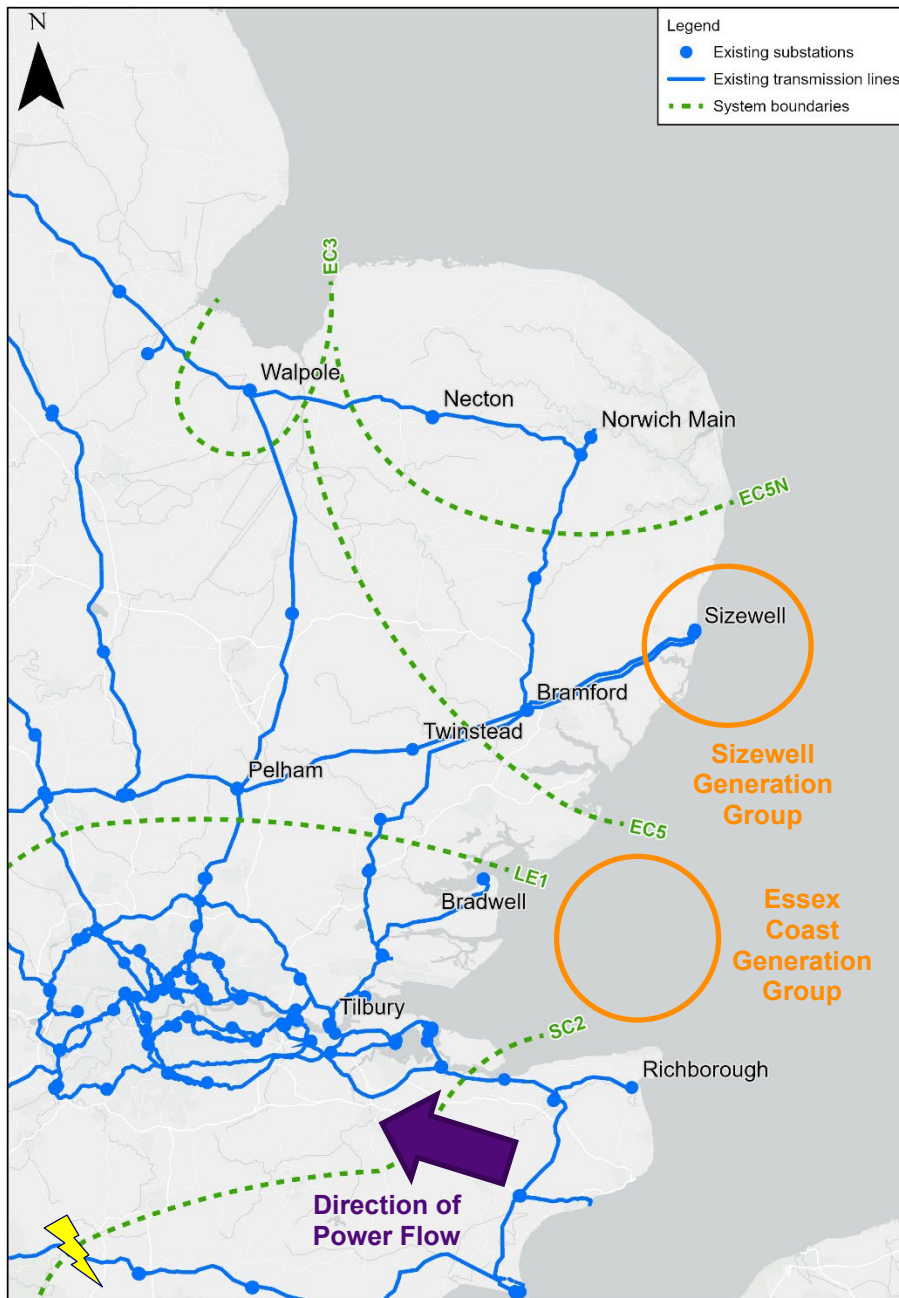 N
Legend
Existing substations
Existing transmission lines
System boundaries
EC3
Walpole
Necton
Norwich Main
EC5N
Sizewell
Bramford
Twinstead
Sizewell
Generation
Group
Pelham
EC5
LE1
Bradwell
Essex
Coast
Generation
Group
Tilbury
SC2
Richborough
Direction of
Power Flow